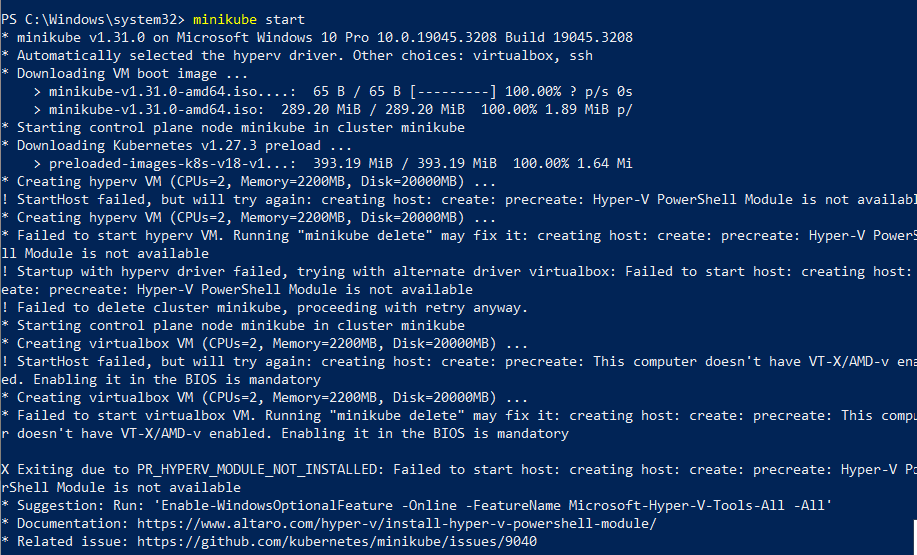 PS C:\Windows\system32> minikube start
* minikube v1.31.0 on Microsoft Windows 10 Pro 10.0.19045.3208 Build 19045.3208
* Automatically selected the hyperv driver. Other choices: virtualbox, ssh
* Downloading VM boot image ...
    > minikube-v1.31.0-amd64.iso....:  65 B / 65 B [---------] 100.00% ? p/s 0s
    > minikube-v1.31.0-amd64.iso:  289.20 MiB / 289.20 MiB  100.00% 1.89 MiB p/
* Starting control plane node minikube in cluster minikube
* Downloading Kubernetes v1.27.3 preload ...
    > preloaded-images-k8s-v18-v1...:  393.19 MiB / 393.19 MiB  100.00% 1.64 Mi
* Creating hyperv VM (CPUs=2, Memory=2200MB, Disk=20000MB) ...
! StartHost failed, but will try again: creating host: create: precreate: Hyper-V PowerShell Module is not availabl
* Creating hyperv VM (CPUs=2, Memory=2200MB, Disk=20000MB) ...
* Failed to start hyperv VM. Running "minikube delete" may fix it: creating host: create: precreate: Hyper-V PowerS
ll Module is not available
! Startup with hyperv driver failed, trying with alternate driver virtualbox: Failed to start host: creating host:
eate: precreate: Hyper-V PowerShell Module is not available
! Failed to delete cluster minikube, proceeding with retry anyway.
* Starting control plane node minikube in cluster minikube
* Creating virtualbox VM (CPUs=2, Memory=2200MB, Disk=20000MB) ...
! StartHost failed, but will try again: creating host: create: precreate: This computer doesn't have VT-X/AMD-v ena
ed. Enabling it in the BIOS is mandatory
* Creating virtualbox VM (CPUs=2, Memory=2200MB, Disk=20000MB) ...
* Failed to start virtualbox VM. Running "minikube delete" may fix it: creating host: create: precreate: This compu
r doesn't have VT-X/AMD-v enabled. Enabling it in the BIOS is mandatory
X Exiting due to PR_HYPERV_MODULE_NOT_INSTALLED: Failed to start host: creating host: create: precreate: Hyper-V P
rShell Module is not available
* Suggestion: Run: 'Enable-WindowsOptionalFeature -Online -FeatureName Microsoft-Hyper-V-Tools-All -All'
* Documentation: https://www.altaro.com/hyper-v/install-hyper-v-powershell-module/
* Related issue: https://github.com/kubernetes/minikube/issues/9040